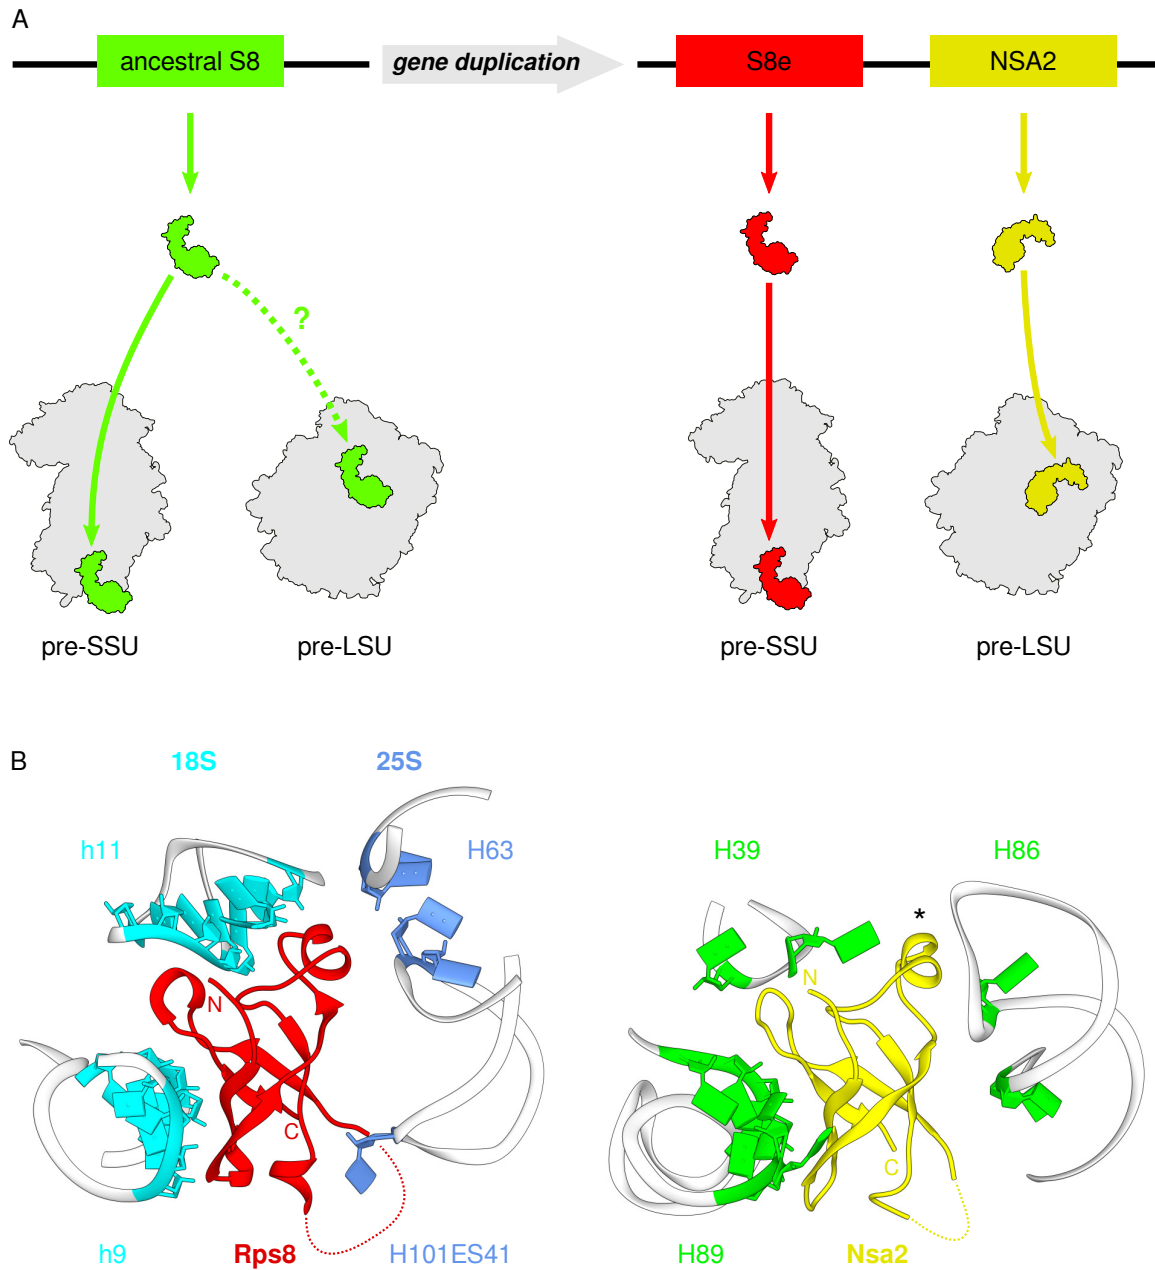 A
ancestral S8
gene duplication
S8e
NSA2
?
pre-SSU
pre-LSU
pre-SSU
pre-LSU
B
18S
25S
h11
H63
N
C
h9
Rps8
H101ES41
H39
H86
*
N
C
H89
Nsa2